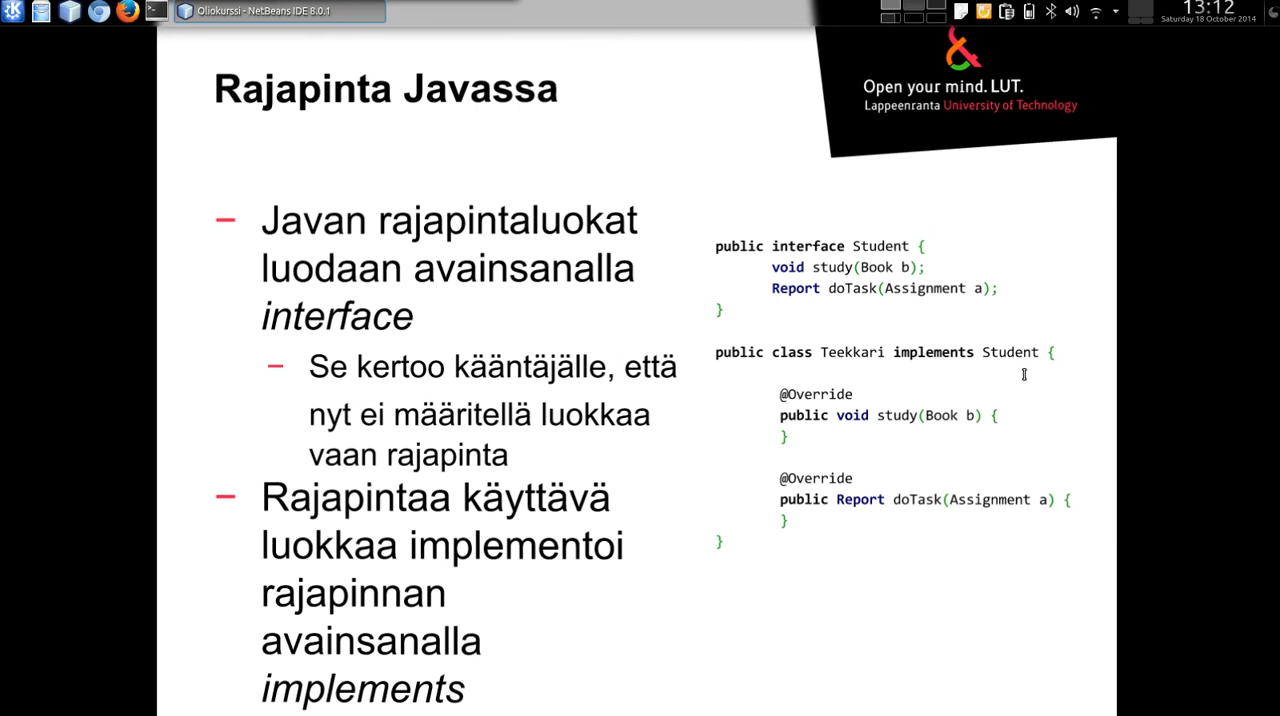 Oliokurssi - NetBeans IDE 8.0.1
13:12
Saturday 18 October 2014
Rajapinta Javassa
Open your mind. LUT.
Lappeenranta University of Technology
– Javan rajapintaluokat
luodaan avainsanalla
interface
– Se kertoo kääntäjälle, että
nyt ei määritellä luokkaa
vaan rajapinta
– Rajapintaa käyttävä
luokkaa implementoi
rajapinnan
avainsanalla
implements
public interface Student {
void study(Book b);
Report doTask(Assignment a);
}
public class Teekkari implements Student {
@Override
public void study(Book b) {
}
@Override
public Report doTask(Assignment a) {
}
}